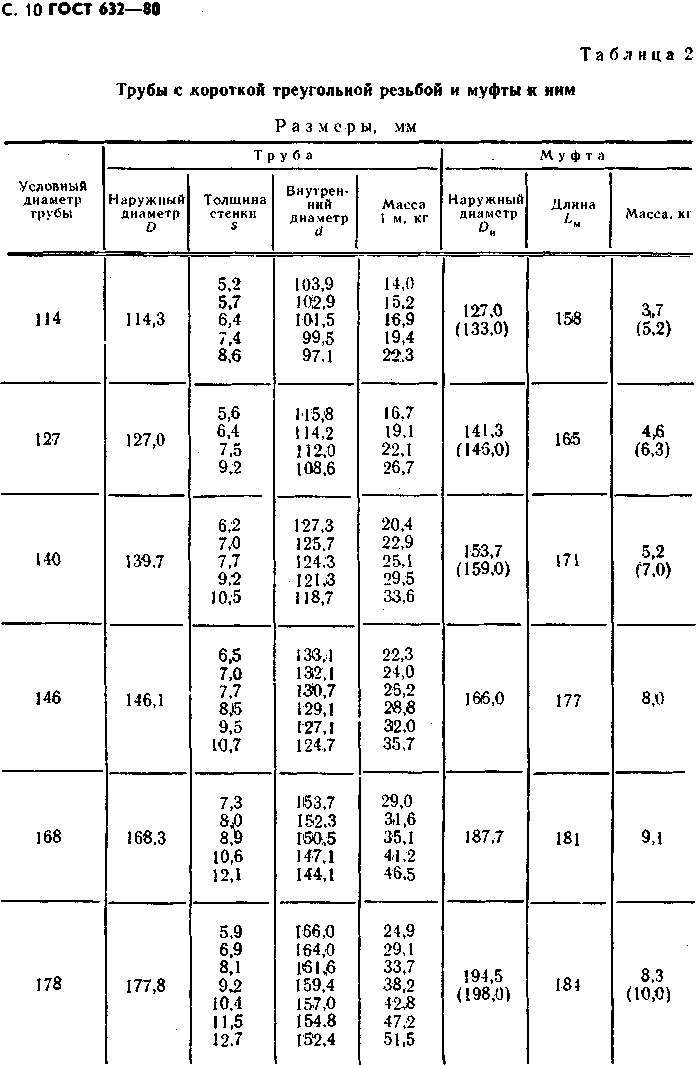 С. 10 ГОСТ 632—80
Таблица 2
Трубы с короткой треугольной резьбой и муфты к ним
Размеры, мм
Труба Муфта
Условный диаметр трубы Наружный диаметр D Толщина стенки s Внутренний диаметр d Масса 1 м, кг Наружный диаметр Dн Длина Lм Масса, кг
5,2 103,9 14,0
5,7 102,9 15,2
114 114,3 6,4 101,5 16,9 127,0 (133,0) 158 3,7 (5,2)
7,4 99,5 19,4
8,6 97,1 22,3
5,6 115,8 16,7
127 127,0 6,4 114,2 19,1 141,3 (146,0) 165 4,6 (6,3)
7,5 112,0 22,1
9,2 108,6 26,7
6,2 127,3 20,4
7,0 125,7 22,9
140 139,7 7,7 124,3 25,1 153,7 (159,0) 171 5,2 (7,0)
9,2 121,3 29,5
10,5 118,7 33,6
6,5 133,1 22,3
7,0 132,1 24,0
146 146,1 7,7 130,7 26,2 166,0 177 8,0
8,5 129,1 28,8
9,5 127,1 32,0
10,7 124,7 35,7
7,3 153,7 29,0
8,0 152,3 31,6
168 168,3 8,9 150,5 35,1 187,7 181 9,1
10,6 147,1 41,2
12,1 144,1 46,5
5,9 166,0 24,9
6,9 164,0 29,1
8,1 161,6 33,7
178 177,8 9,2 159,4 38,2 194,5 (198,0) 184 8,3 (10,0)
10,4 157,0 42,8
11,5 154,8 47,2
12,7 152,4 51,5